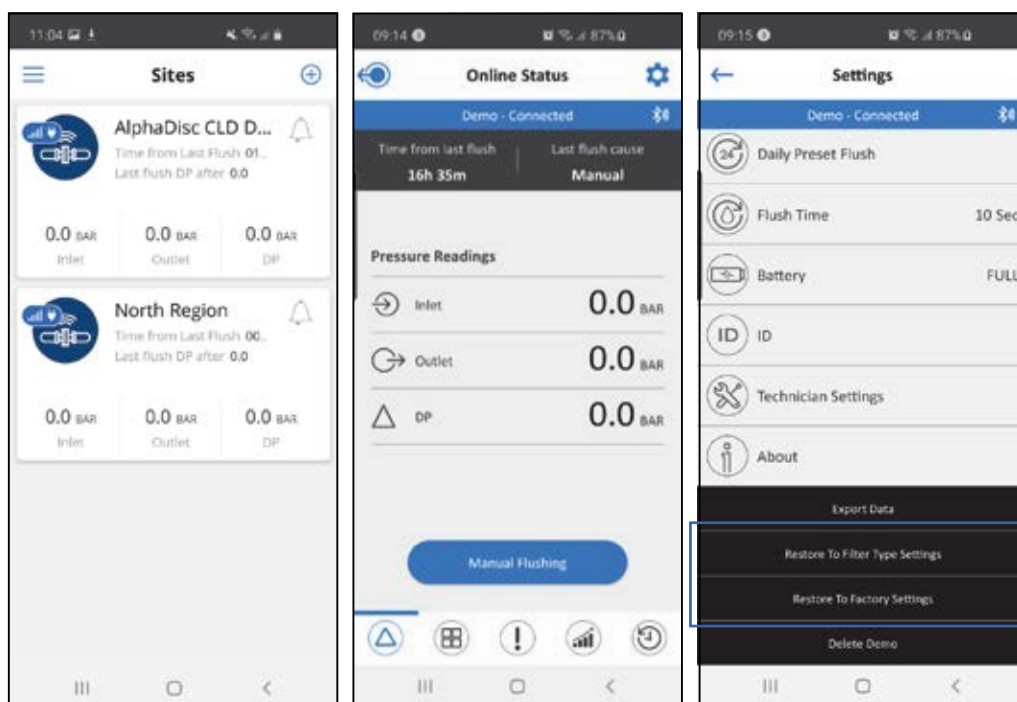 11:04
Sites
AlphaDisc CLD D...
Time from Last Flush 01..
Last flush DP after 0.0
0.0 BAR 0.0 BAR 0.0 BAR
Inlet Outlet DP
North Region
Time from Last Flush 00..
Last flush DP after 0.0
0.0 BAR 0.0 BAR 0.0 BAR
Inlet Outlet DP
09:14 87%
Online Status
Demo - Connected
Time from last flush Last flush cause
16h 35m Manual
Pressure Readings
Inlet 0.0 BAR
Outlet 0.0 BAR
DP 0.0 BAR
Manual Flushing
09:15 87%
Settings
Demo - Connected
24 Daily Preset Flush
Flush Time 10 Sec
Battery FULL
ID ID
Technician Settings
About
Export Data
Restore To Filter Type Settings
Restore To Factory Settings
Delete Demo